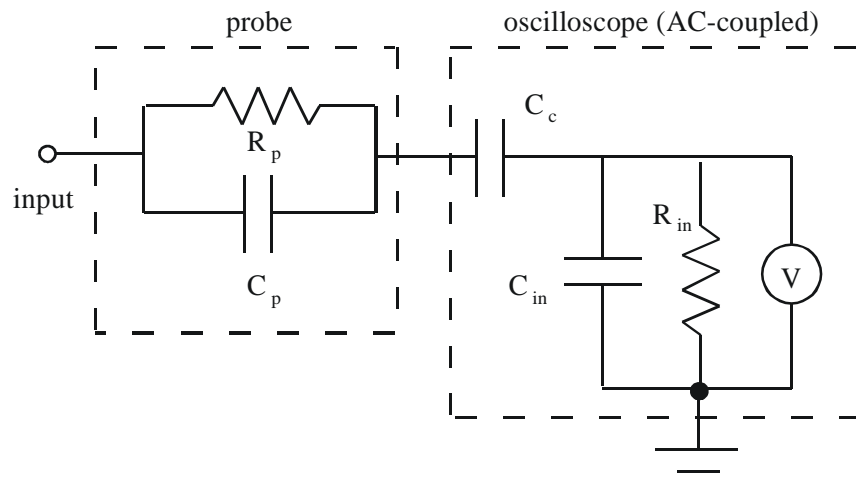 probe
oscilloscope (AC-coupled)
C c
R p
input
R in
V
C in
C p